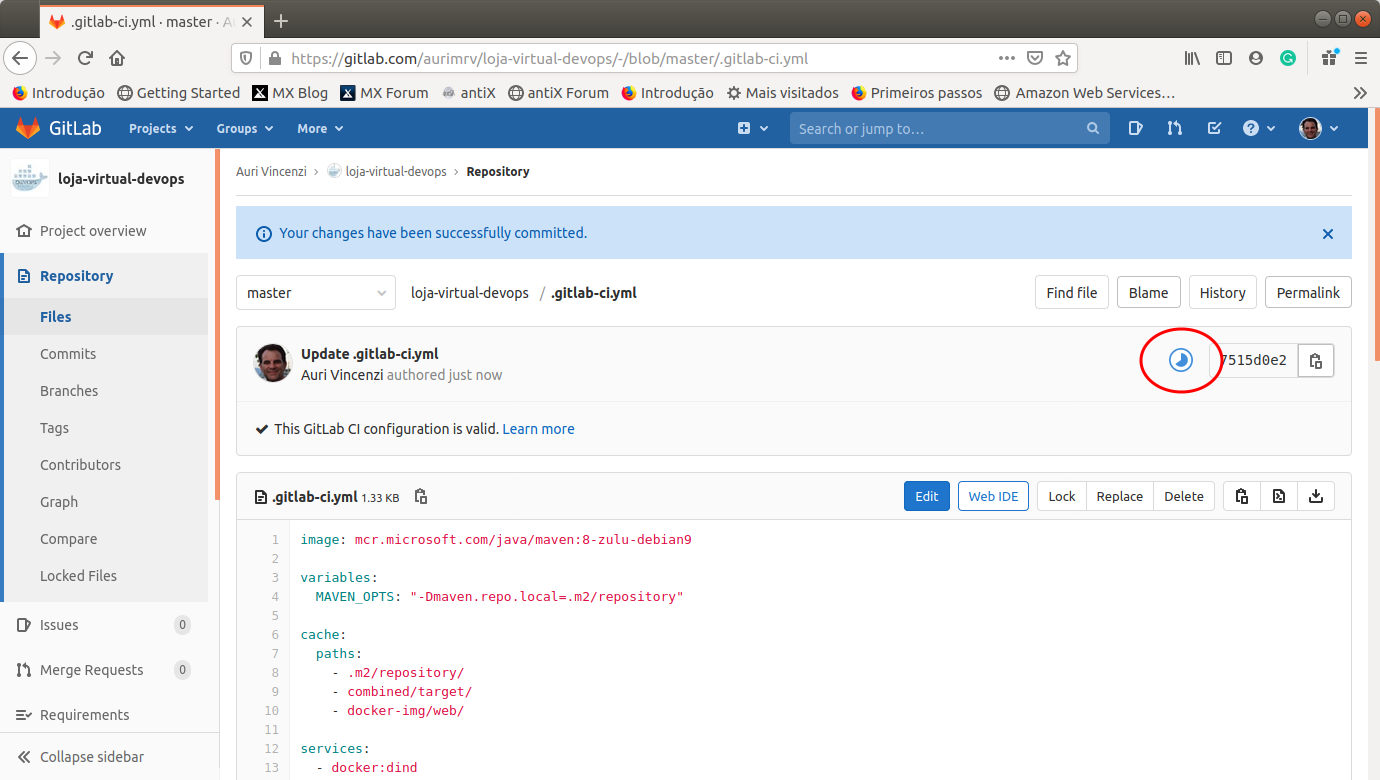 .gitlab-ci.yml · master · A
https://gitlab.com/aurimrv/loja-virtual-devops/-/blob/master/.gitlab-ci.yml
Introdução Getting Started MX Blog MX Forum antiX antiX Forum Introdução Mais visitados Primeiros passos Amazon Web Services…
GitLab Projects Groups More Search or jump to…
loja-virtual-devops
Project overview
Repository
Files
Commits
Branches
Tags
Contributors
Graph
Compare
Locked Files
Issues 0
Merge Requests 0
Requirements
Collapse sidebar
Auri Vincenzi › loja-virtual-devops › Repository
Your changes have been successfully committed.
master loja-virtual-devops / .gitlab-ci.yml Find file Blame History Permalink
Update .gitlab-ci.yml
Auri Vincenzi authored just now
7515d0e2
This GitLab CI configuration is valid. Learn more
.gitlab-ci.yml 1.33 KB Edit Web IDE Lock Replace Delete
1 image: mcr.microsoft.com/java/maven:8-zulu-debian9
2
3 variables:
4 MAVEN_OPTS: "-Dmaven.repo.local=.m2/repository"
5
6 cache:
7 paths:
8 - .m2/repository/
9 - combined/target/
10 - docker-img/web/
11
12 services:
13 - docker:dind